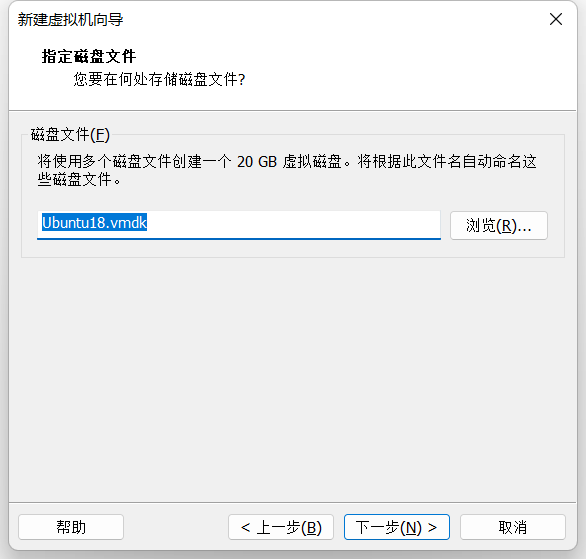 新建虚拟机向导
指定磁盘文件
您要在何处存储磁盘文件?
磁盘文件(F)
将使用多个磁盘文件创建一个 20 GB 虚拟磁盘。将根据此文件名自动命名这
些磁盘文件。
Ubuntu18.vmdk
浏览(R)...
帮助
< 上一步(B)
下一步(N) >
取消